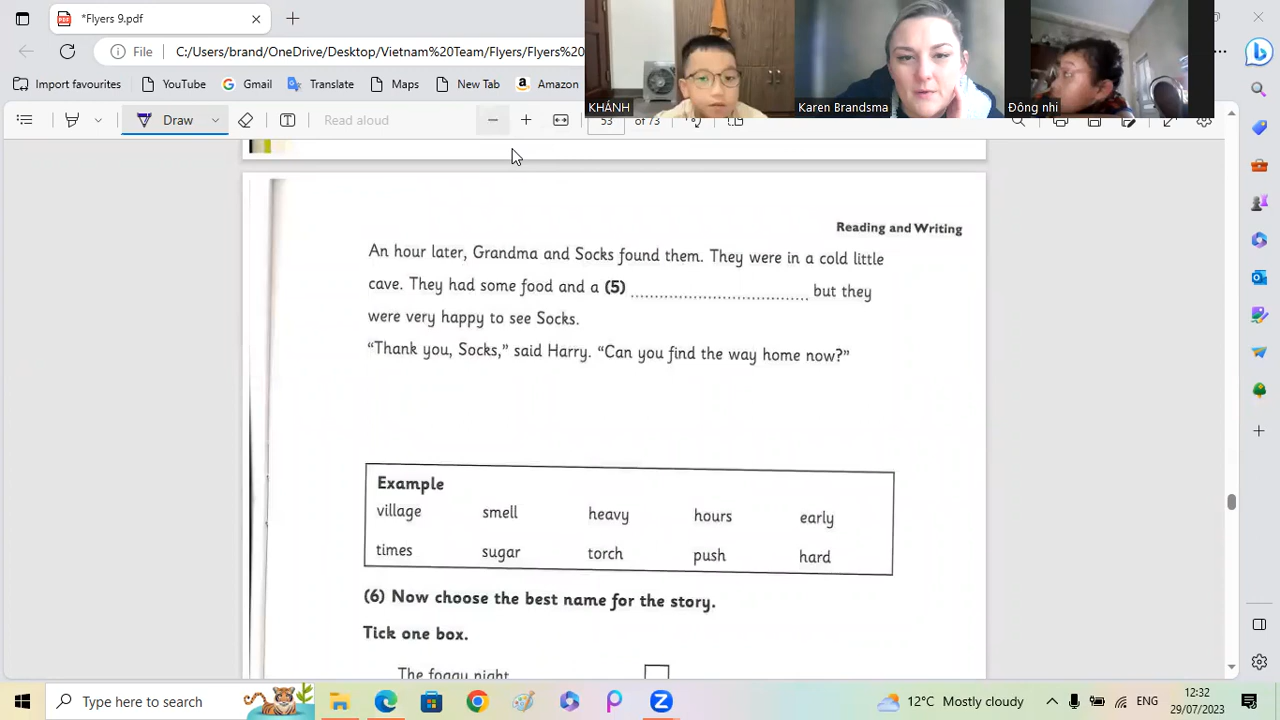 *Flyers 9.pdf
File
C:/Users/brand/OneDrive/Desktop/Vietnam%20Team/Flyers/Flyers%20
Import favourites
YouTube
Gmail
Translate
Maps
New Tab
Amazon
KHÁNH
Karen Brandsma
Đông nhi
Draw
Read aloud
53
of 73
Reading and Writing
An hour later, Grandma and Socks found them. They were in a cold little
cave. They had some food and a (5) ................................... but they
were very happy to see Socks.
“Thank you, Socks,” said Harry. “Can you find the way home now?”
Example
village smell heavy hours early
times sugar torch push hard
(6) Now choose the best name for the story.
Tick one box.
The foggy night
Type here to search
12°C Mostly cloudy
ENG
12:32
29/07/2023